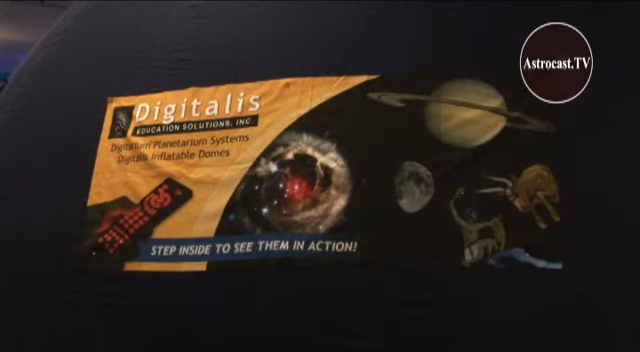 Astrocast.TV
Digitalis
EDUCATION SOLUTIONS, INC.
Digitarium Planetarium Systems
Digitalis Inflatable Domes
STEP INSIDE TO SEE THEM IN ACTION!